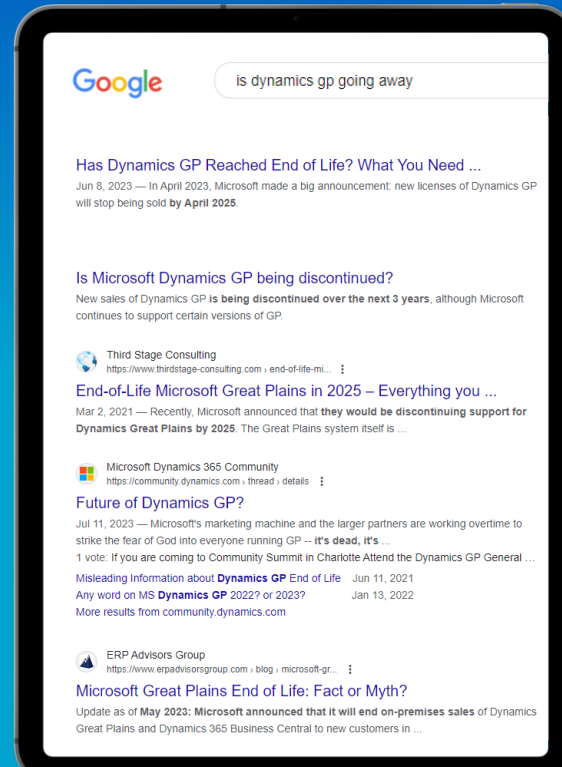 Google
is dynamics gp going away
Has Dynamics GP Reached End of Life? What You Need ...
Jun 8, 2023 — In April 2023, Microsoft made a big announcement: new licenses of Dynamics GP
will stop being sold by April 2025.
Is Microsoft Dynamics GP being discontinued?
New sales of Dynamics GP is being discontinued over the next 3 years, although Microsoft
continues to support certain versions of GP.
Third Stage Consulting
https://www.thirdstage-consulting.com › end-of-life-mi...
End-of-Life Microsoft Great Plains in 2025 – Everything you ...
Mar 2, 2021 — Recently, Microsoft announced that they would be discontinuing support for
Dynamics Great Plains by 2025. The Great Plains system itself is ...
Microsoft Dynamics 365 Community
https://community.dynamics.com › thread › details
Future of Dynamics GP?
Jul 11, 2023 — Microsoft's marketing machine and the larger partners are working overtime to
strike the fear of God into everyone running GP -- it's dead, it's ...
1 vote: If you are coming to Community Summit in Charlotte Attend the Dynamics GP General ...
Misleading Information about Dynamics GP End of Life Jun 11, 2021
Any word on MS Dynamics GP 2022? or 2023? Jan 13, 2022
More results from community.dynamics.com
ERP Advisors Group
https://www.erpadvisorsgroup.com › blog › microsoft-gr...
Microsoft Great Plains End of Life: Fact or Myth?
Update as of May 2023: Microsoft announced that it will end on-premises sales of Dynamics
Great Plains and Dynamics 365 Business Central to new customers in ...